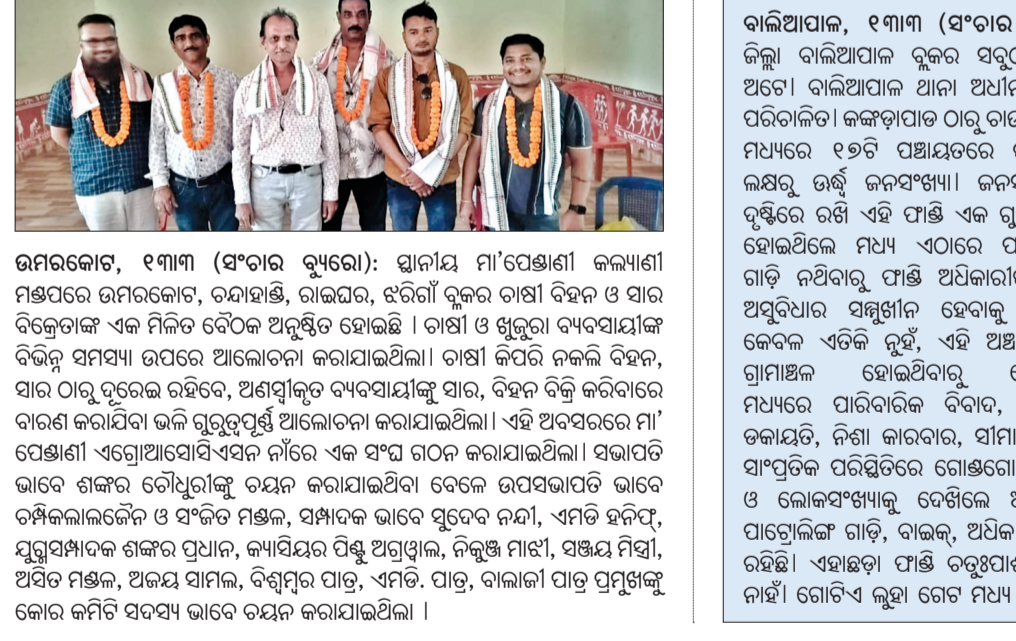 ଉମରକୋଟ, ୧୩ା୩ (ସଂଚାର ବ୍ୟୁରୋ): ସ୍ଥାନୀୟ ମା'ପେଣ୍ଡାଣୀ କଲ୍ୟାଣୀ
ମଣ୍ଡପରେ ଉମରକୋଟ, ଚନ୍ଦାହାଣ୍ଡି, ରାଇଘର, ଝରିଗାଁ ବ୍ଲକର ଚାଷୀ ବିହନ ଓ ସାର
ବିକ୍ରେତାଙ୍କ ଏକ ମିଳିତ ବୈଠକ ଅନୁଷ୍ଠିତ ହୋଇଛି । ଚାଷୀ ଓ ଖୁଜୁରା ବ୍ୟବସାୟୀଙ୍କ
ବିଭିନ୍ନ ସମସ୍ୟା ଉପରେ ଆଲୋଚନା କରାଯାଇଥିଲା। ଚାଷୀ କିପରି ନକଲି ବିହନ,
ସାର ଠାରୁ ଦୂରେଇ ରହିବେ, ଅଣସ୍ୱୀକୃତ ବ୍ୟବସାୟୀଙ୍କୁ ସାର, ବିହନ ବିକ୍ରି କରିବାରେ
ବାରଣ କରାଯିବା ଭଳି ଗୁରୁତ୍ୱପୂର୍ଣ୍ଣ ଆଲୋଚନା କରାଯାଇଥିଲା। ଏହି ଅବସରରେ ମା'
ପେଣ୍ଡାଣୀ ଏଗ୍ରୋଆସୋସିଏସନ ନାଁରେ ଏକ ସଂଘ ଗଠନ କରାଯାଇଥିଲା। ସଭାପତି
ଭାବେ ଶଙ୍କର ଚୌଧୁରୀଙ୍କୁ ଚୟନ କରାଯାଇଥିବା ବେଳେ ଉପସଭାପତି ଭାବେ
ଚମ୍ପକଲାଲଜୈନ ଓ ସଂଜିତ ମଣ୍ଡଳ, ସମ୍ପାଦକ ଭାବେ ସୁଦେବ ନନ୍ଦୀ, ଏମଡି ହନିଫ୍,
ଯୁଗ୍ମସମ୍ପାଦକ ଶଙ୍କର ପ୍ରଧାନ, କ୍ୟାସିୟର ପିଣ୍ଟୁ ଅଗ୍ରୱାଲ, ନିକୁଞ୍ଜ ମାଝୀ, ସଞ୍ଜୟ ମିସ୍ତ୍ରୀ,
ଅସିତ ମଣ୍ଡଳ, ଅଜୟ ସାମଲ, ବିଶ୍ୱମ୍ବର ପାତ୍ର, ଏମଡି. ପାତ୍ର, ବାଲାଜୀ ପାତ୍ର ପ୍ରମୁଖଙ୍କୁ
କୋର କମିଟି ସଦସ୍ୟ ଭାବେ ଚୟନ କରାଯାଇଥିଲା ।
ବାଲିଆପାଳ, ୧୩ା୩ (ସଂଚାର
ଜିଲ୍ଲା ବାଲିଆପାଳ ବ୍ଲକର
ଅଟେ। ବାଲିଆପାଳ ଥାନା
ପରିଚାଳିତ। କଙ୍କଡ଼ାପାଡ ଠାରୁ
ମଧ୍ୟରେ ୧୭ଟି ପଞ୍ଚାୟତରେ
ଲକ୍ଷରୁ ଊର୍ଦ୍ଧ୍ୱ ଜନସଂଖ୍ୟା।
ଦୃଷ୍ଟିରେ ରଖି ଏହି ଫାଣ୍ଡି ଏକ
ହୋଇଥିଲେ ମଧ୍ୟ ଏଠାରେ
ଗାଡ଼ି ନଥିବାରୁ ଫାଣ୍ଡି
ଅସୁବିଧାର ସମ୍ମୁଖୀନ ହେବାକୁ
କେବଳ ଏତିକି ନୁହଁ, ଏହି
ଗ୍ରାମାଞ୍ଚଳ ହୋଇଥିବାରୁ
ମଧ୍ୟରେ ପାରିବାରିକ ବିବାଦ,
ଡକାୟତି, ନିଶା କାରବାର,
ସାଂପ୍ରତିକ ପରିସ୍ଥିତିରେ
ଓ ଲୋକସଂଖ୍ୟାକୁ ଦେଖିଲେ
ପାଟ୍ରୋଲିଙ୍ଗ ଗାଡ଼ି, ବାଇକ୍,
ରହିଛି। ଏହାଛଡ଼ା ଫାଣ୍ଡି
ନାହିଁ। ଗୋଟିଏ ଲୁହା ଗେଟ ମଧ୍ୟ